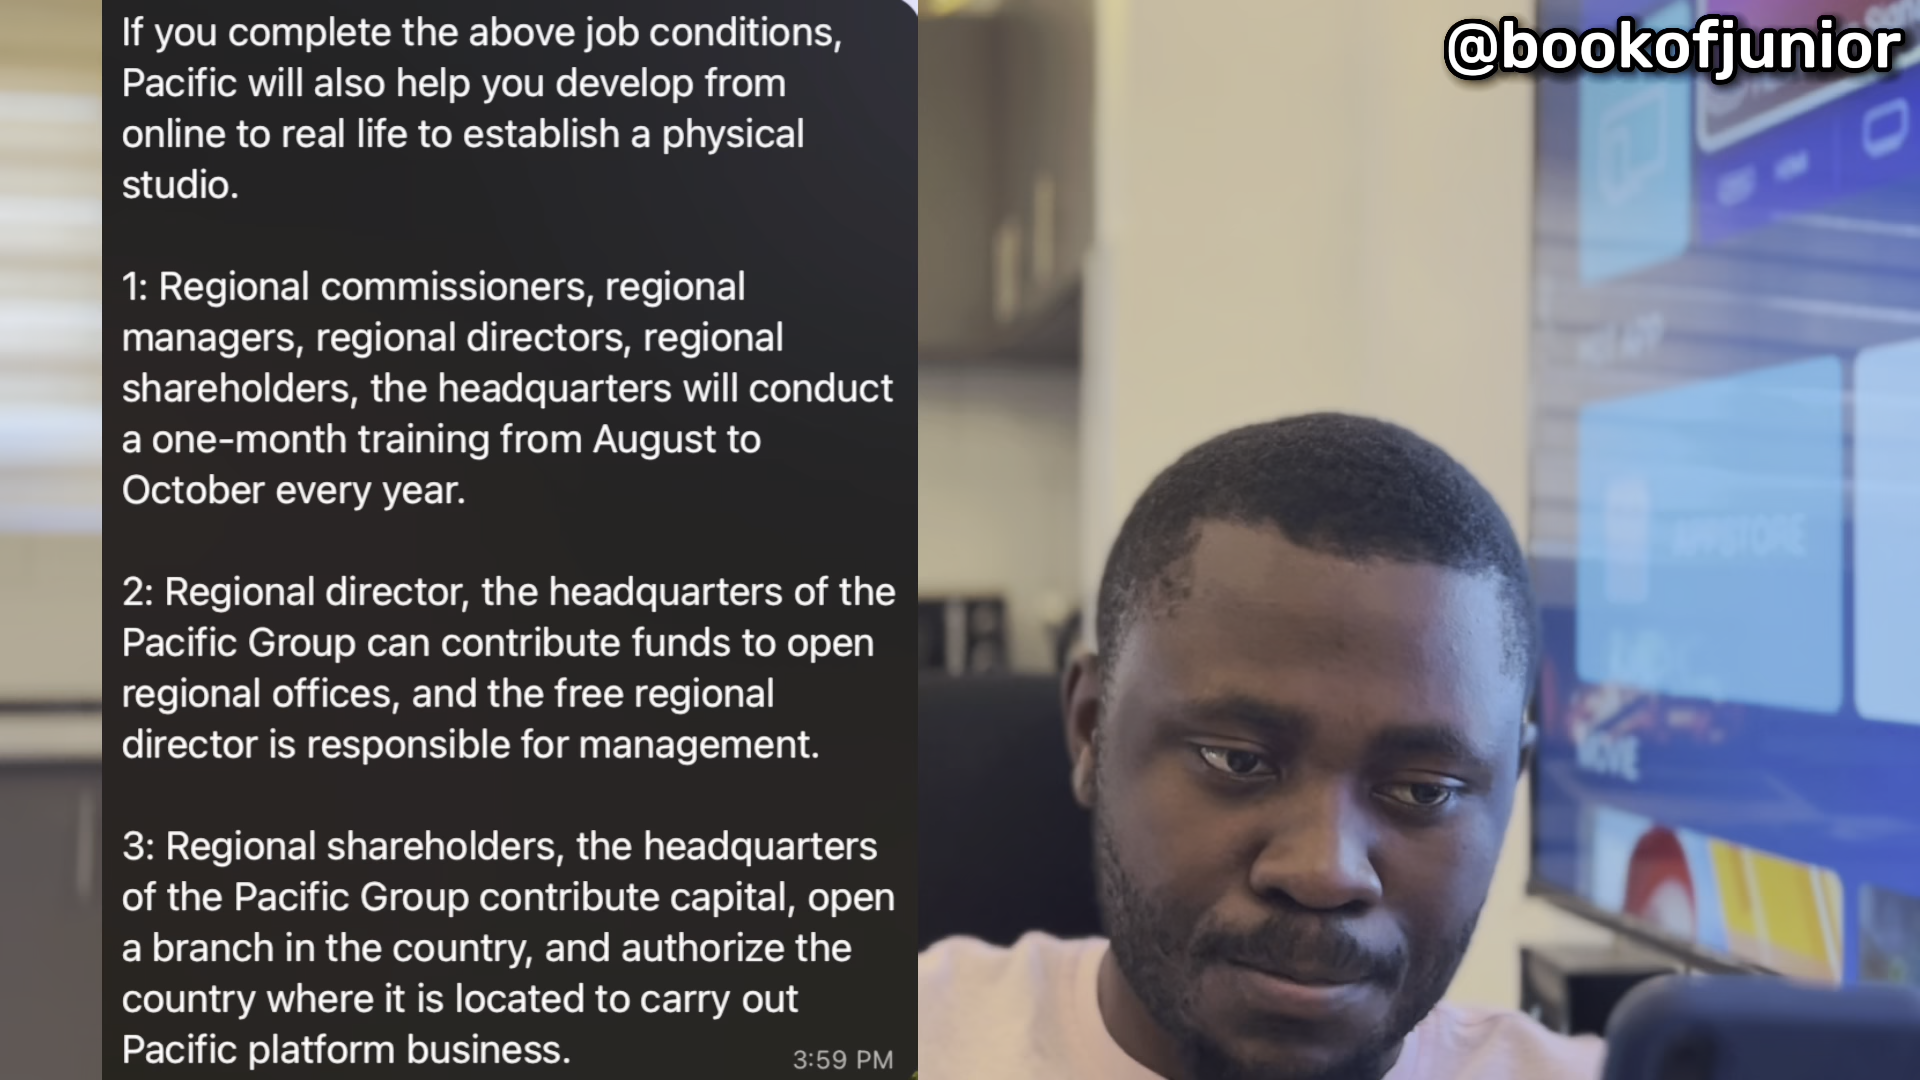 If you complete the above job conditions,
Pacific will also help you develop from
online to real life to establish a physical
studio.
1: Regional commissioners, regional
managers, regional directors, regional
shareholders, the headquarters will conduct
a one-month training from August to
October every year.
2: Regional director, the headquarters of the
Pacific Group can contribute funds to open
regional offices, and the free regional
director is responsible for management.
3: Regional shareholders, the headquarters
of the Pacific Group contribute capital, open
a branch in the country, and authorize the
country where it is located to carry out
Pacific platform business.
3:59 PM
@bookofjunior
APPSTORE